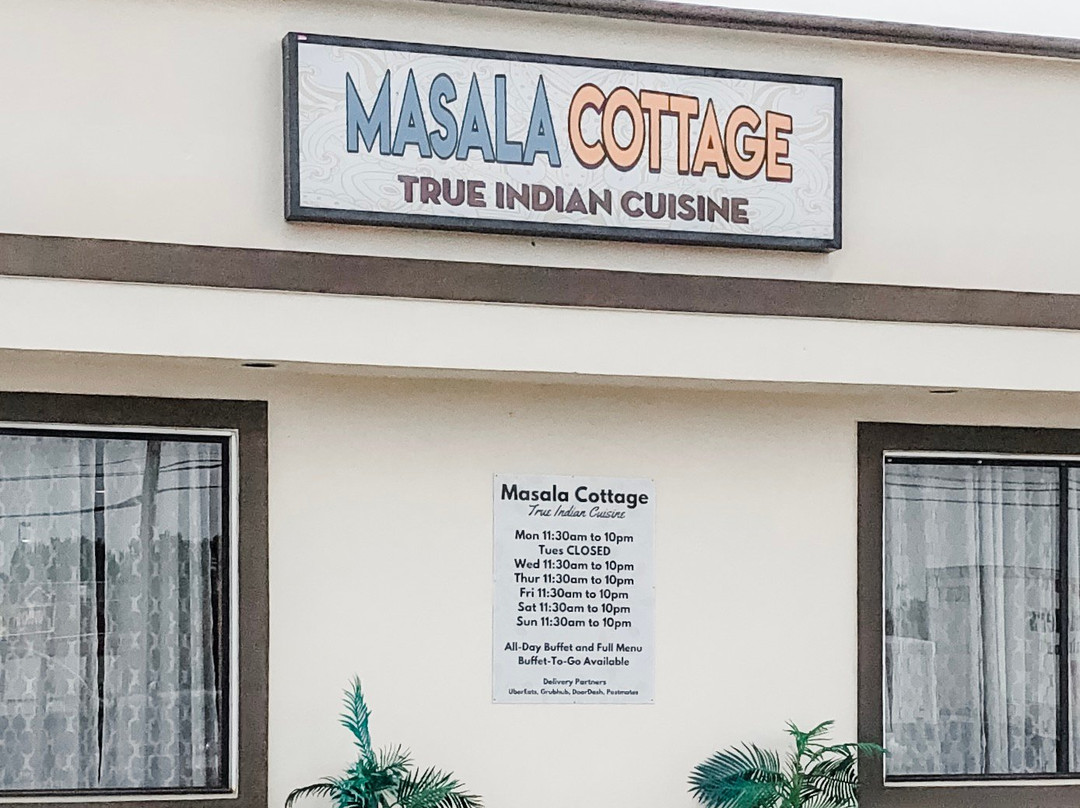 MASALA COTTAGE
TRUE INDIAN CUISINE
Masala Cottage
True Indian Cuisine
Mon 11:30am to 10pm
Tues CLOSED
Wed 11:30am to 10pm
Thur 11:30am to 10pm
Fri 11:30am to 10pm
Sat 11:30am to 10pm
Sun 11:30am to 10pm
All-Day Buffet and Full Menu
Buffet-To-Go Available
Delivery Partners
UberEats, Grubhub, DoorDash, Postmates